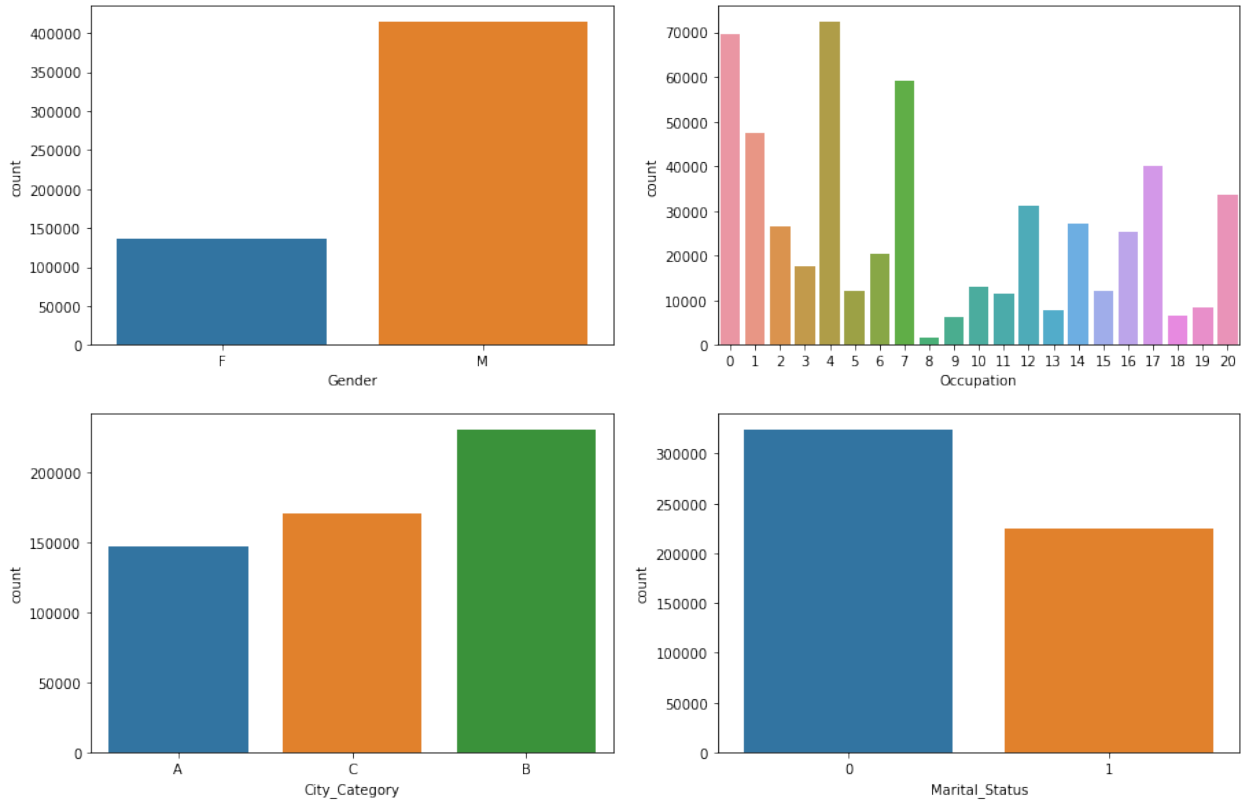 400000
350000
300000
250000
200000
150000
100000
50000
0
count
F M
Gender
70000
60000
50000
40000
30000
20000
10000
0
count
0 1 2 3 4 5 6 7 8 9 10 11 12 13 14 15 16 17 18 19 20
Occupation
200000
150000
100000
50000
0
count
A C B
City_Category
300000
250000
200000
150000
100000
50000
0
count
0 1
Marital_Status